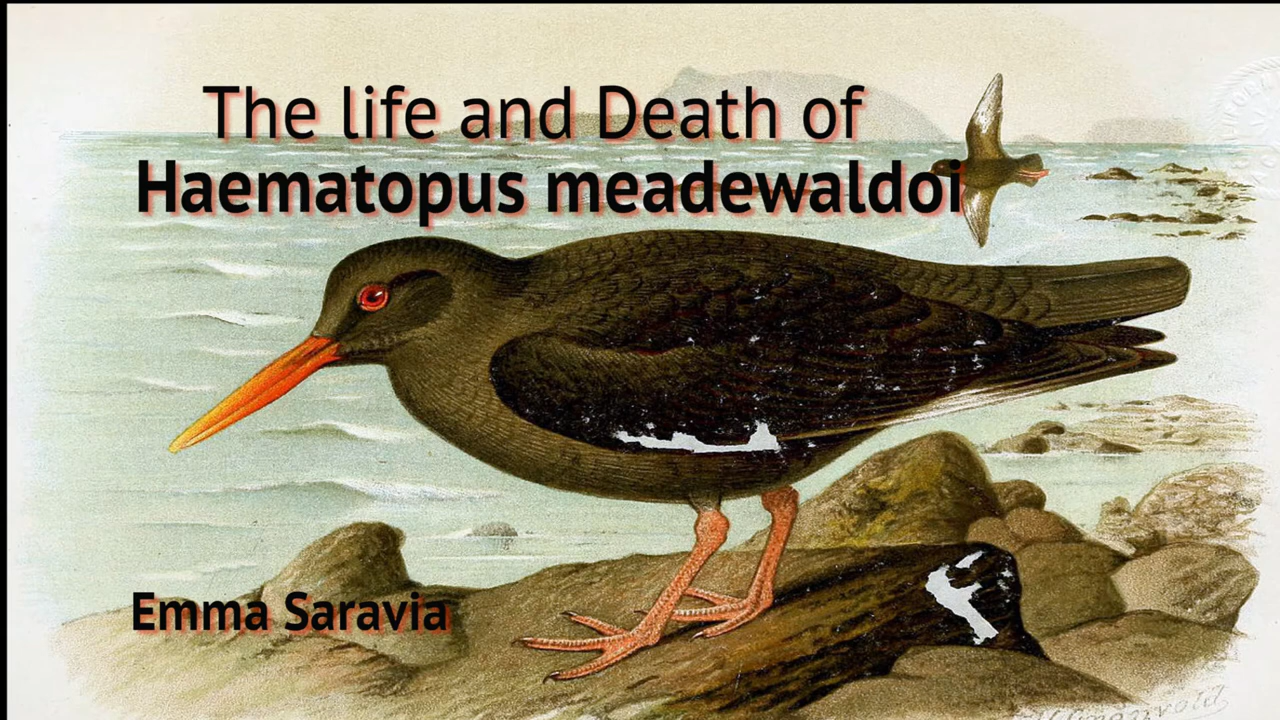 The life and Death of
Haematopus meadewaldoi
Emma Saravia